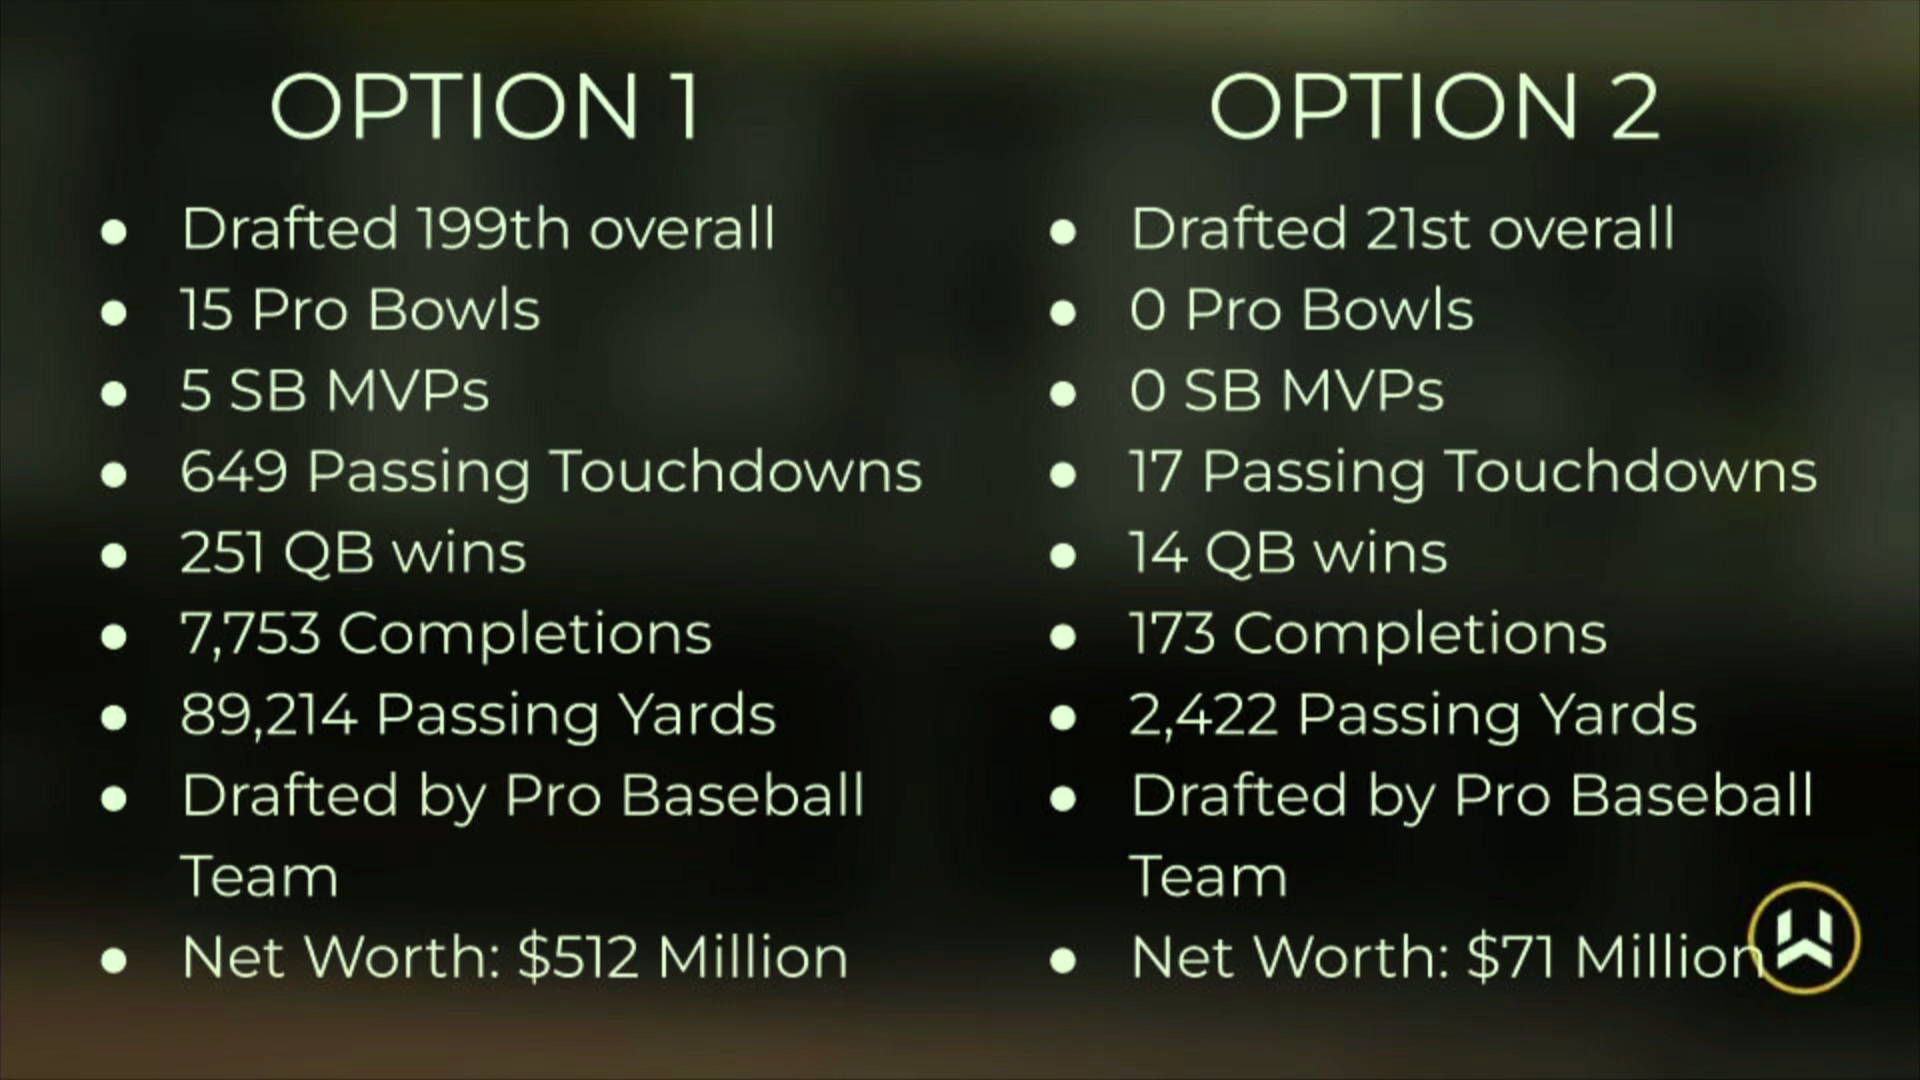 OPTION 1
Drafted 199th overall
15 Pro Bowls
5 SB MVPs
649 Passing Touchdowns
251 QB wins
7,753 Completions
89,214 Passing Yards
Drafted by Pro Baseball
Team
Net Worth: $512 Million
OPTION 2
Drafted 21st overall
0 Pro Bowls
0 SB MVPs
17 Passing Touchdowns
14 QB wins
173 Completions
2,422 Passing Yards
Drafted by Pro Baseball
Team
Net Worth: $71 Million